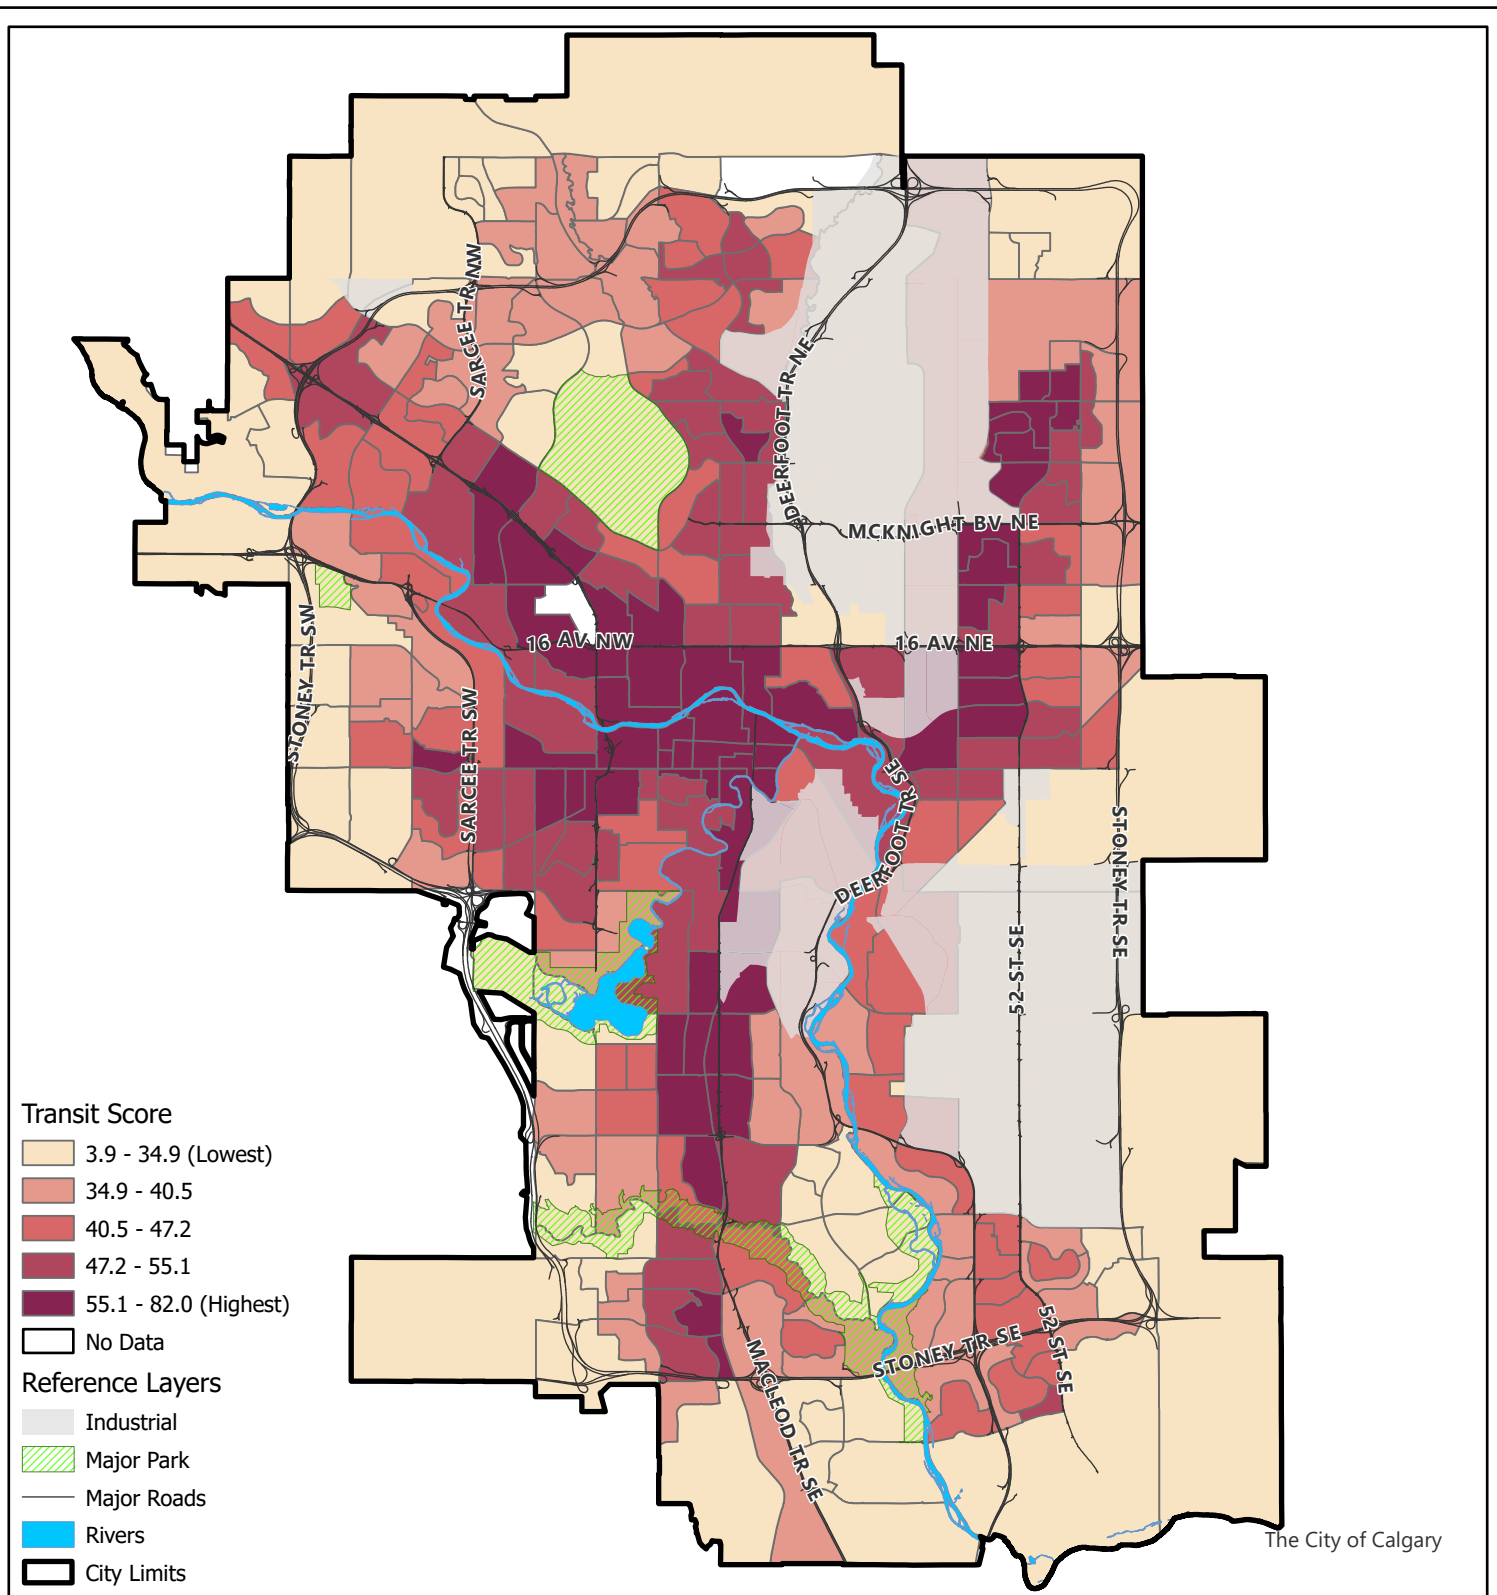 SARCEE TR NW
DEERFOOT TR NE
MCKNIGHT BV NE
16 AV NW
16 AV NE
STONEY TR SW
SARCEE TR SW
DEERFOOT TR SE
STONEY TR SE
52 ST SE
STONEY TR SE
52 ST SE
MACLEOD TR SE
Transit Score
3.9 - 34.9 (Lowest)
34.9 - 40.5
40.5 - 47.2
47.2 - 55.1
55.1 - 82.0 (Highest)
No Data
Reference Layers
Industrial
Major Park
Major Roads
Rivers
City Limits
The City of Calgary